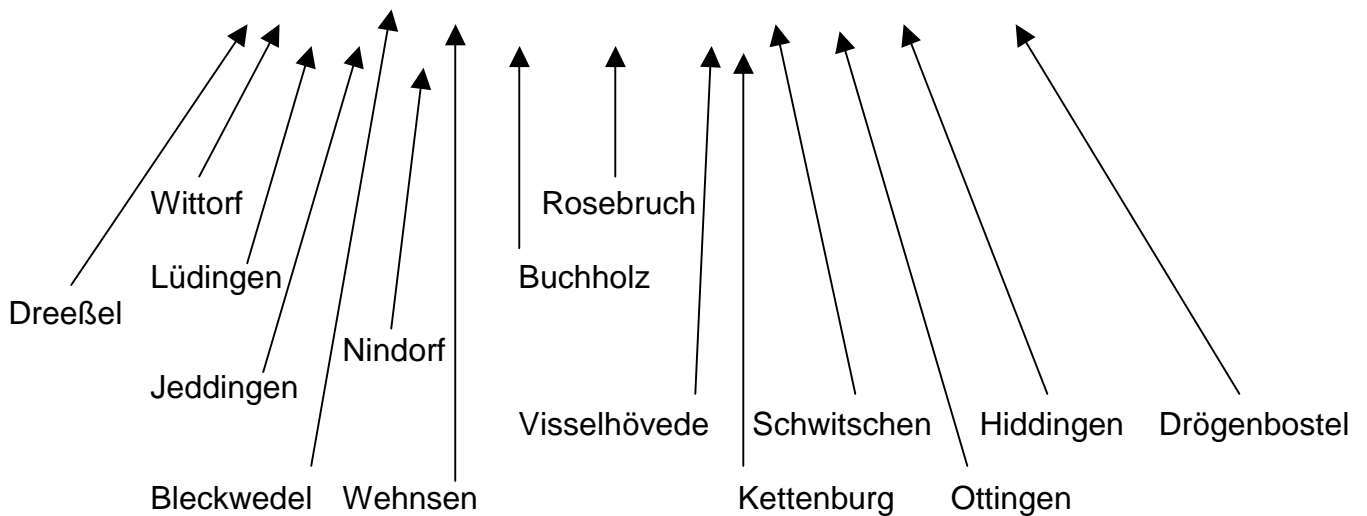 Wittorf Rosebruch
Lüdingen Buchholz
Dreeßel
Nindorf
Jeddingen
Visselhövede Schwitschen Hiddingen Drögenbostel
Bleckwedel Wehnsen Kettenburg Ottingen